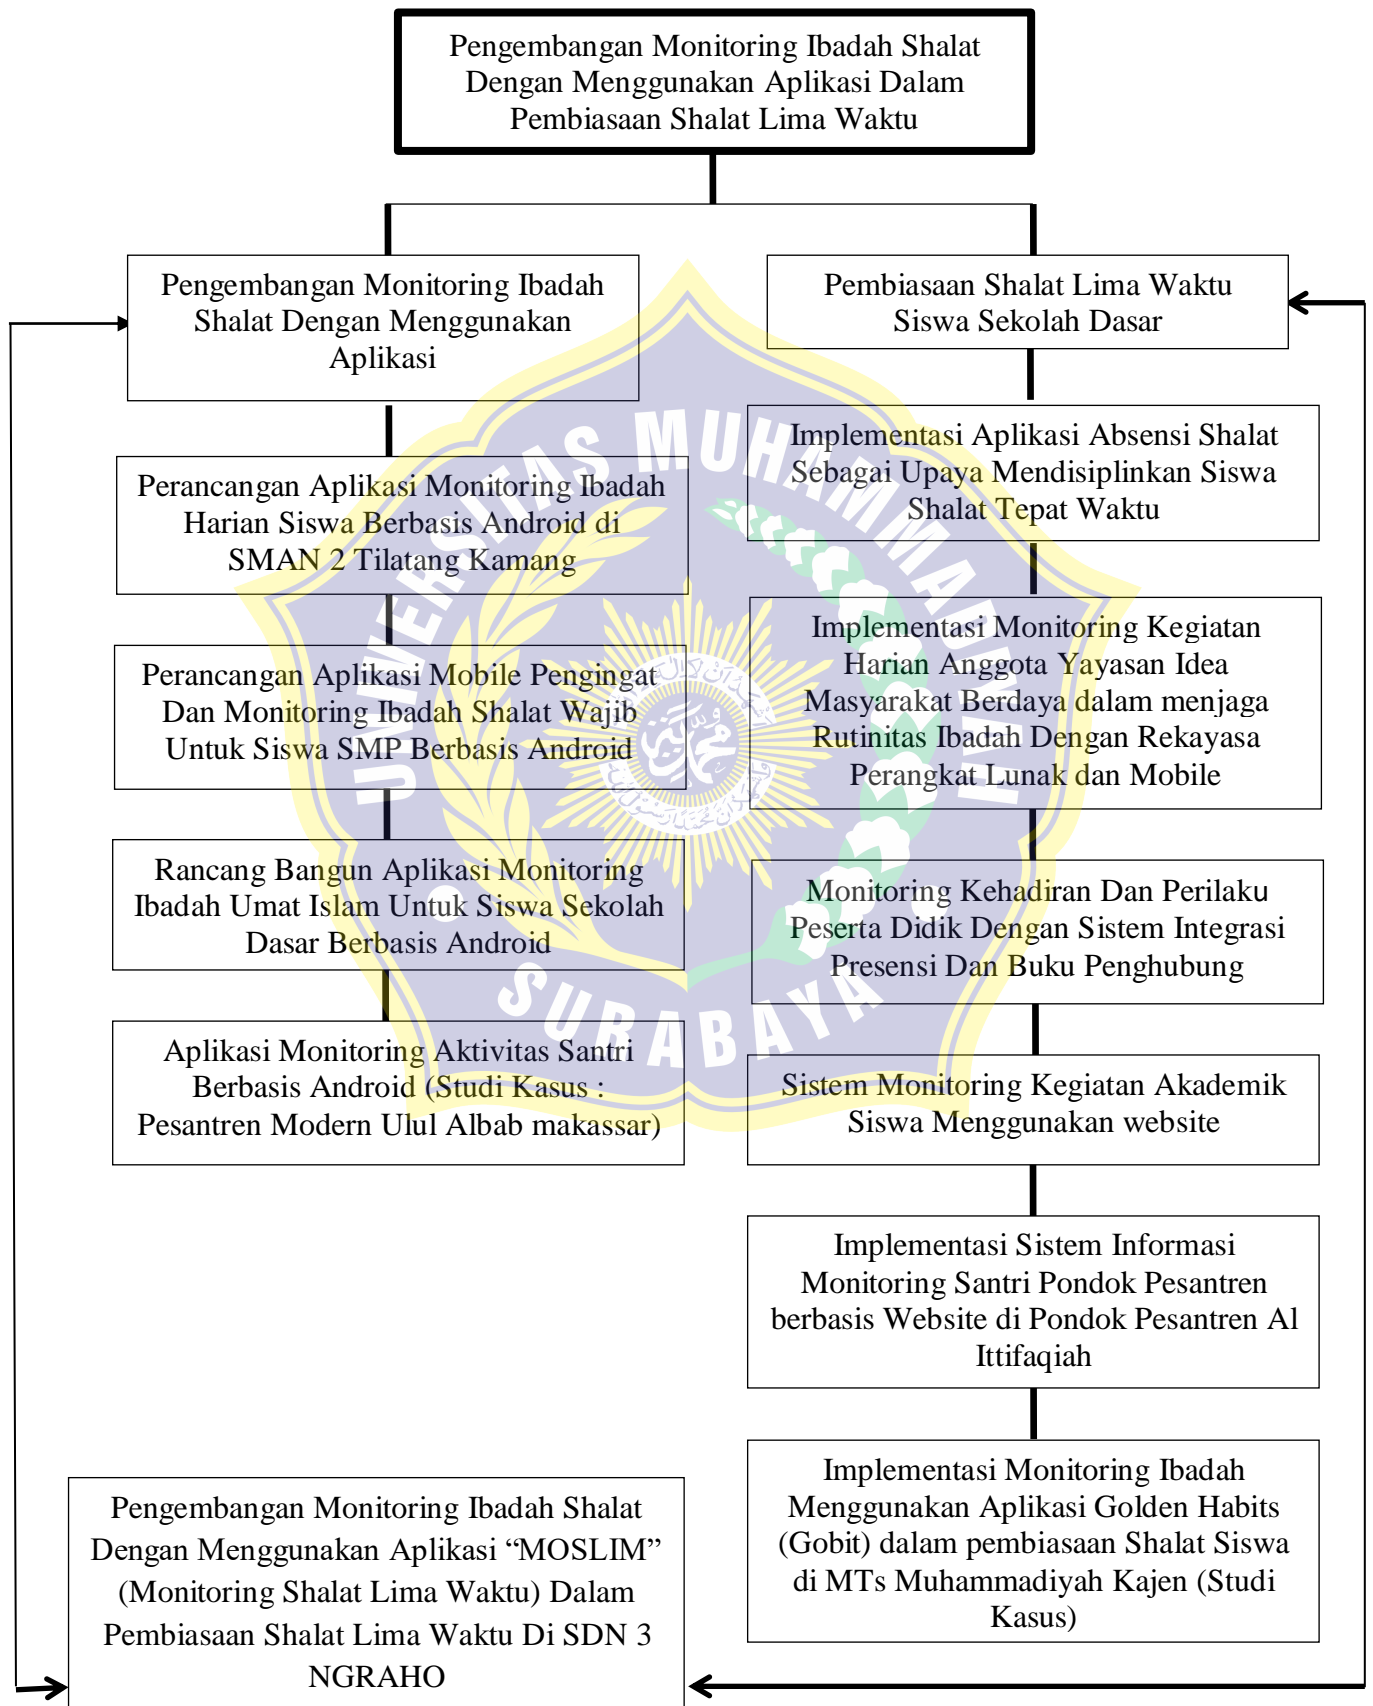 Pengembangan Monitoring Ibadah Shalat
Dengan Menggunakan Aplikasi Dalam
Pembiasaan Shalat Lima Waktu
Pengembangan Monitoring Ibadah
Shalat Dengan Menggunakan
Aplikasi
Perancangan Aplikasi Monitoring Ibadah
Harian Siswa Berbasis Android di
SMAN 2 Tilatang Kamang
Perancangan Aplikasi Mobile Pengingat
Dan Monitoring Ibadah Shalat Wajib
Untuk Siswa SMP Berbasis Android
Rancang Bangun Aplikasi Monitoring
Ibadah Umat Islam Untuk Siswa Sekolah
Dasar Berbasis Android
Aplikasi Monitoring Aktivitas Santri
Berbasis Android (Studi Kasus :
Pesantren Modern Ulul Albab makassar)
Pembiasaan Shalat Lima Waktu
Siswa Sekolah Dasar
Implementasi Aplikasi Absensi Shalat
Sebagai Upaya Mendisiplinkan Siswa
Shalat Tepat Waktu
Implementasi Monitoring Kegiatan
Harian Anggota Yayasan Idea
Masyarakat Berdaya dalam menjaga
Rutinitas Ibadah Dengan Rekayasa
Perangkat Lunak dan Mobile
Monitoring Kehadiran Dan Perilaku
Peserta Didik Dengan Sistem Integrasi
Presensi Dan Buku Penghubung
Sistem Monitoring Kegiatan Akademik
Siswa Menggunakan website
Implementasi Sistem Informasi
Monitoring Santri Pondok Pesantren
berbasis Website di Pondok Pesantren Al
Ittifaqiah
Implementasi Monitoring Ibadah
Menggunakan Aplikasi Golden Habits
(Gobit) dalam pembiasaan Shalat Siswa
di MTs Muhammadiyah Kajen (Studi
Kasus)
Pengembangan Monitoring Ibadah Shalat
Dengan Menggunakan Aplikasi “MOSLIM”
(Monitoring Shalat Lima Waktu) Dalam
Pembiasaan Shalat Lima Waktu Di SDN 3
NGRAHO
UNIVERSITAS MUHAMMADIYAH
SURABAYA